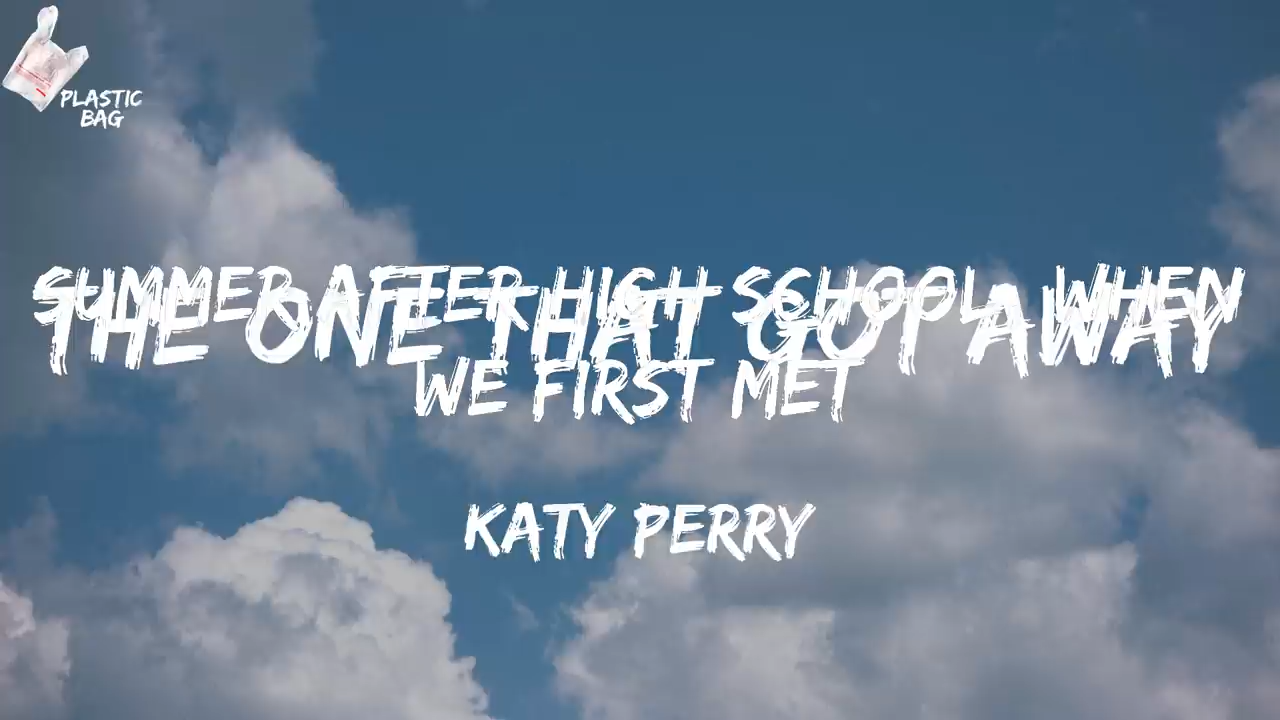 PLASTIC
BAG
SUMMER AFTER HIGH SCHOOL, WHEN
THE ONE THAT GOT AWAY
WE FIRST MET
KATY PERRY